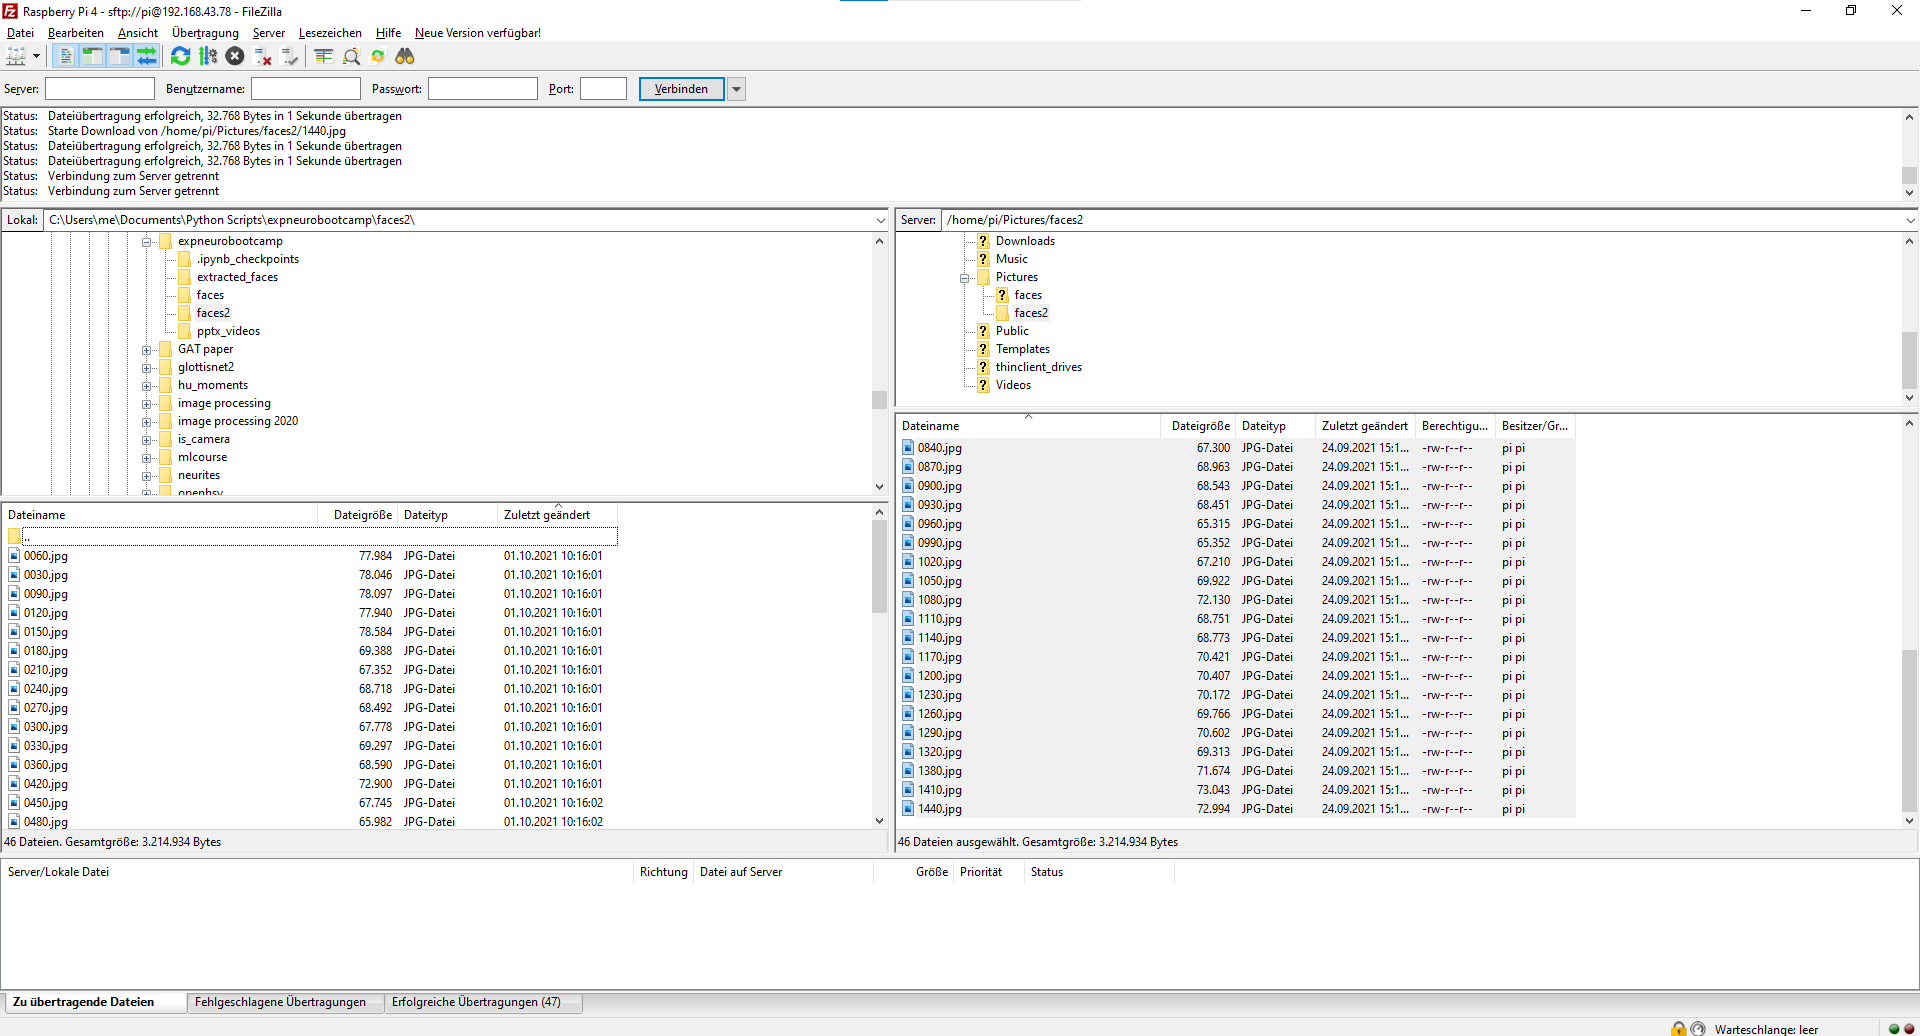 Raspberry Pi 4 - sftp://pi@192.168.43.78 - FileZilla
Datei Bearbeiten Ansicht Übertragung Server Lesezeichen Hilfe Neue Version verfügbar!
Server: Benutzername: Passwort: Port: Verbinden
Status: Dateiübertragung erfolgreich, 32.768 Bytes in 1 Sekunde übertragen
Status: Starte Download von /home/pi/Pictures/faces2/1440.jpg
Status: Dateiübertragung erfolgreich, 32.768 Bytes in 1 Sekunde übertragen
Status: Dateiübertragung erfolgreich, 32.768 Bytes in 1 Sekunde übertragen
Status: Verbindung zum Server getrennt
Status: Verbindung zum Server getrennt
Lokal: C:\Users\me\Documents\Python Scripts\expneurobootcamp\faces2\
expneurobootcamp
.ipynb_checkpoints
extracted_faces
faces
faces2
pptx_videos
GAT paper
glottisnet2
hu_moments
image processing
image processing 2020
is_camera
mlcourse
neurites
openhsv
Dateiname Dateigröße Dateityp Zuletzt geändert
..
0060.jpg 77.984 JPG-Datei 01.10.2021 10:16:01
0030.jpg 78.046 JPG-Datei 01.10.2021 10:16:01
0090.jpg 78.097 JPG-Datei 01.10.2021 10:16:01
0120.jpg 77.940 JPG-Datei 01.10.2021 10:16:01
0150.jpg 78.584 JPG-Datei 01.10.2021 10:16:01
0180.jpg 69.388 JPG-Datei 01.10.2021 10:16:01
0210.jpg 67.352 JPG-Datei 01.10.2021 10:16:01
0240.jpg 68.718 JPG-Datei 01.10.2021 10:16:01
0270.jpg 68.492 JPG-Datei 01.10.2021 10:16:01
0300.jpg 67.778 JPG-Datei 01.10.2021 10:16:01
0330.jpg 69.297 JPG-Datei 01.10.2021 10:16:01
0360.jpg 68.590 JPG-Datei 01.10.2021 10:16:01
0420.jpg 72.900 JPG-Datei 01.10.2021 10:16:01
0450.jpg 67.745 JPG-Datei 01.10.2021 10:16:02
0480.jpg 65.982 JPG-Datei 01.10.2021 10:16:02
46 Dateien. Gesamtgröße: 3.214.934 Bytes
Server: /home/pi/Pictures/faces2
Downloads
Music
Pictures
faces
faces2
Public
Templates
thinclient_drives
Videos
Dateiname Dateigröße Dateityp Zuletzt geändert Berechtigu... Besitzer/Gr...
0840.jpg 67.300 JPG-Datei 24.09.2021 15:1... -rw-r--r-- pi pi
0870.jpg 68.963 JPG-Datei 24.09.2021 15:1... -rw-r--r-- pi pi
0900.jpg 68.543 JPG-Datei 24.09.2021 15:1... -rw-r--r-- pi pi
0930.jpg 68.451 JPG-Datei 24.09.2021 15:1... -rw-r--r-- pi pi
0960.jpg 65.315 JPG-Datei 24.09.2021 15:1... -rw-r--r-- pi pi
0990.jpg 65.352 JPG-Datei 24.09.2021 15:1... -rw-r--r-- pi pi
1020.jpg 67.210 JPG-Datei 24.09.2021 15:1... -rw-r--r-- pi pi
1050.jpg 69.922 JPG-Datei 24.09.2021 15:1... -rw-r--r-- pi pi
1080.jpg 72.130 JPG-Datei 24.09.2021 15:1... -rw-r--r-- pi pi
1110.jpg 68.751 JPG-Datei 24.09.2021 15:1... -rw-r--r-- pi pi
1140.jpg 68.773 JPG-Datei 24.09.2021 15:1... -rw-r--r-- pi pi
1170.jpg 70.421 JPG-Datei 24.09.2021 15:1... -rw-r--r-- pi pi
1200.jpg 70.407 JPG-Datei 24.09.2021 15:1... -rw-r--r-- pi pi
1230.jpg 70.172 JPG-Datei 24.09.2021 15:1... -rw-r--r-- pi pi
1260.jpg 69.766 JPG-Datei 24.09.2021 15:1... -rw-r--r-- pi pi
1290.jpg 70.602 JPG-Datei 24.09.2021 15:1... -rw-r--r-- pi pi
1320.jpg 69.313 JPG-Datei 24.09.2021 15:1... -rw-r--r-- pi pi
1380.jpg 71.674 JPG-Datei 24.09.2021 15:1... -rw-r--r-- pi pi
1410.jpg 73.043 JPG-Datei 24.09.2021 15:1... -rw-r--r-- pi pi
1440.jpg 72.994 JPG-Datei 24.09.2021 15:1... -rw-r--r-- pi pi
46 Dateien ausgewählt. Gesamtgröße: 3.214.934 Bytes
Server/Lokale Datei Richtung Datei auf Server Größe Priorität Status
Zu übertragende Dateien Fehlgeschlagene Übertragungen Erfolgreiche Übertragungen (47)
Warteschlange: leer